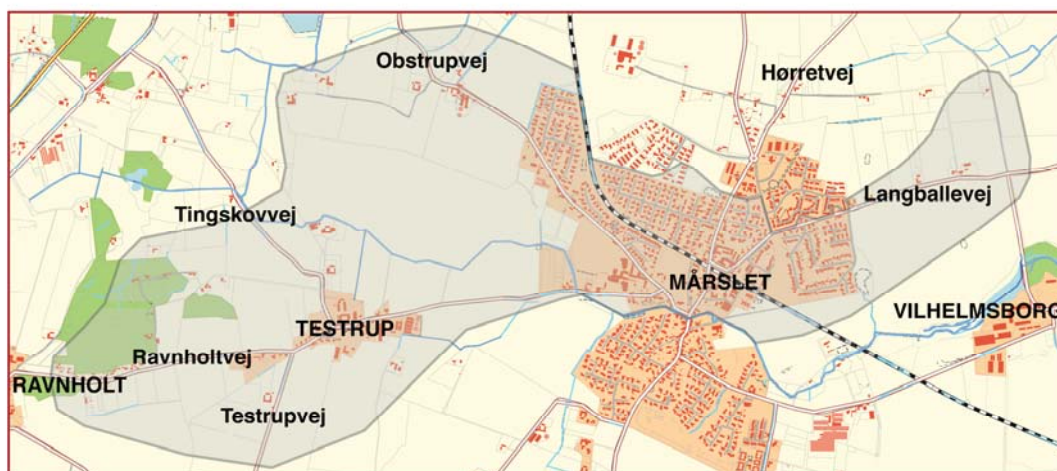 Obstrupvej
Hørretvej
Langballevej
Tingskovvej
MÅRSLET
VILHELMSBORG
TESTRUP
Ravnholtvej
RAVNHOLT
Testrupvej